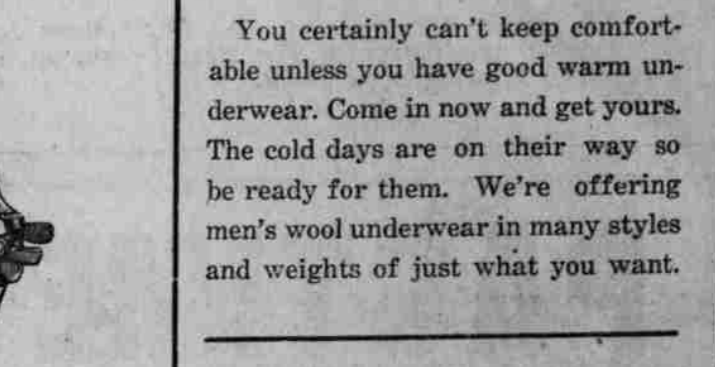 You certainly can't keep comfort-
able unless you have good warm un-
derwear. Come in now and get yours.
The cold days are on their way so
be ready for them. We're offering
men's wool underwear in many styles
and weights of just what you want.